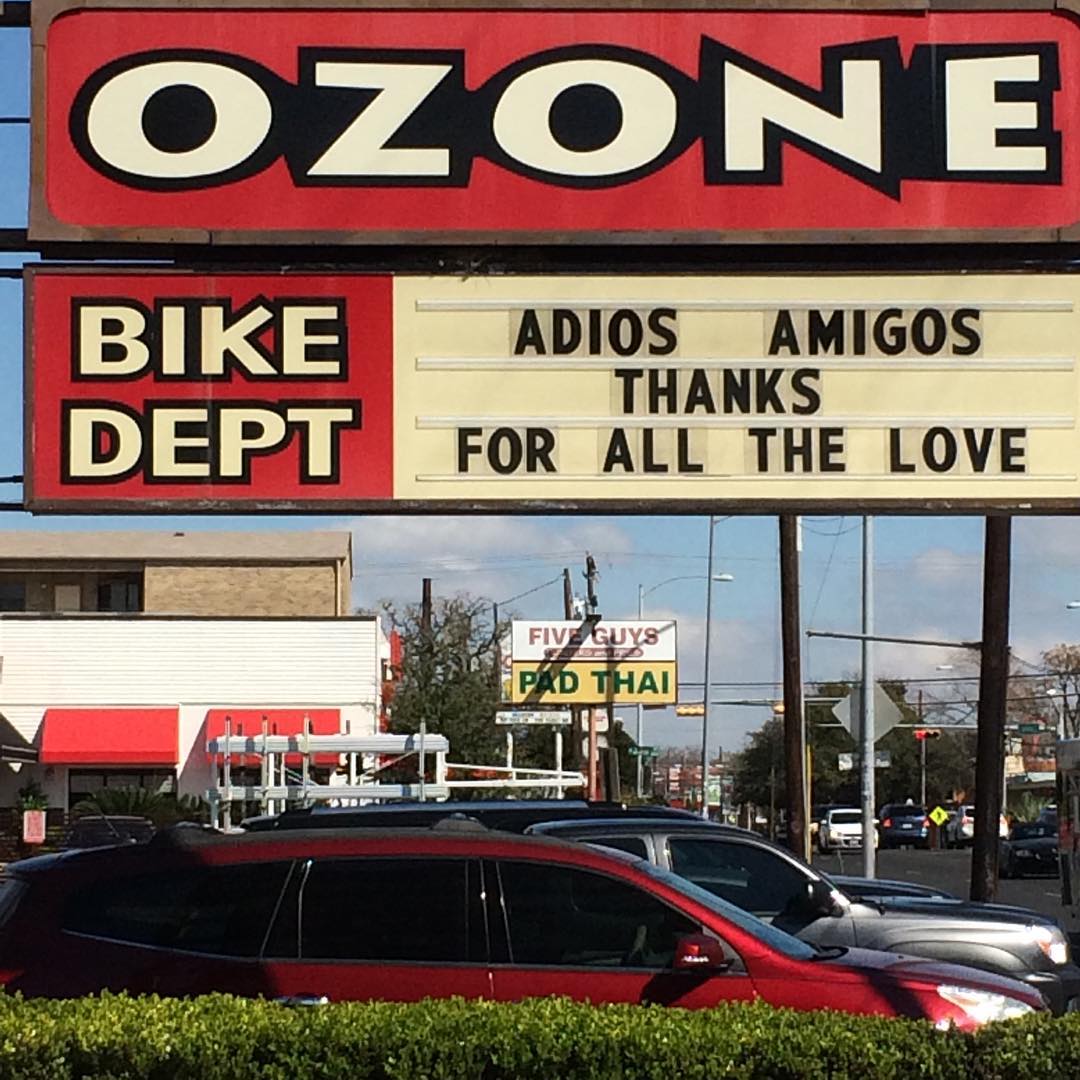 OZONE
BIKE
DEPT
ADIOS AMIGOS
THANKS
FOR ALL THE LOVE
FIVE GUYS
PAD THAI